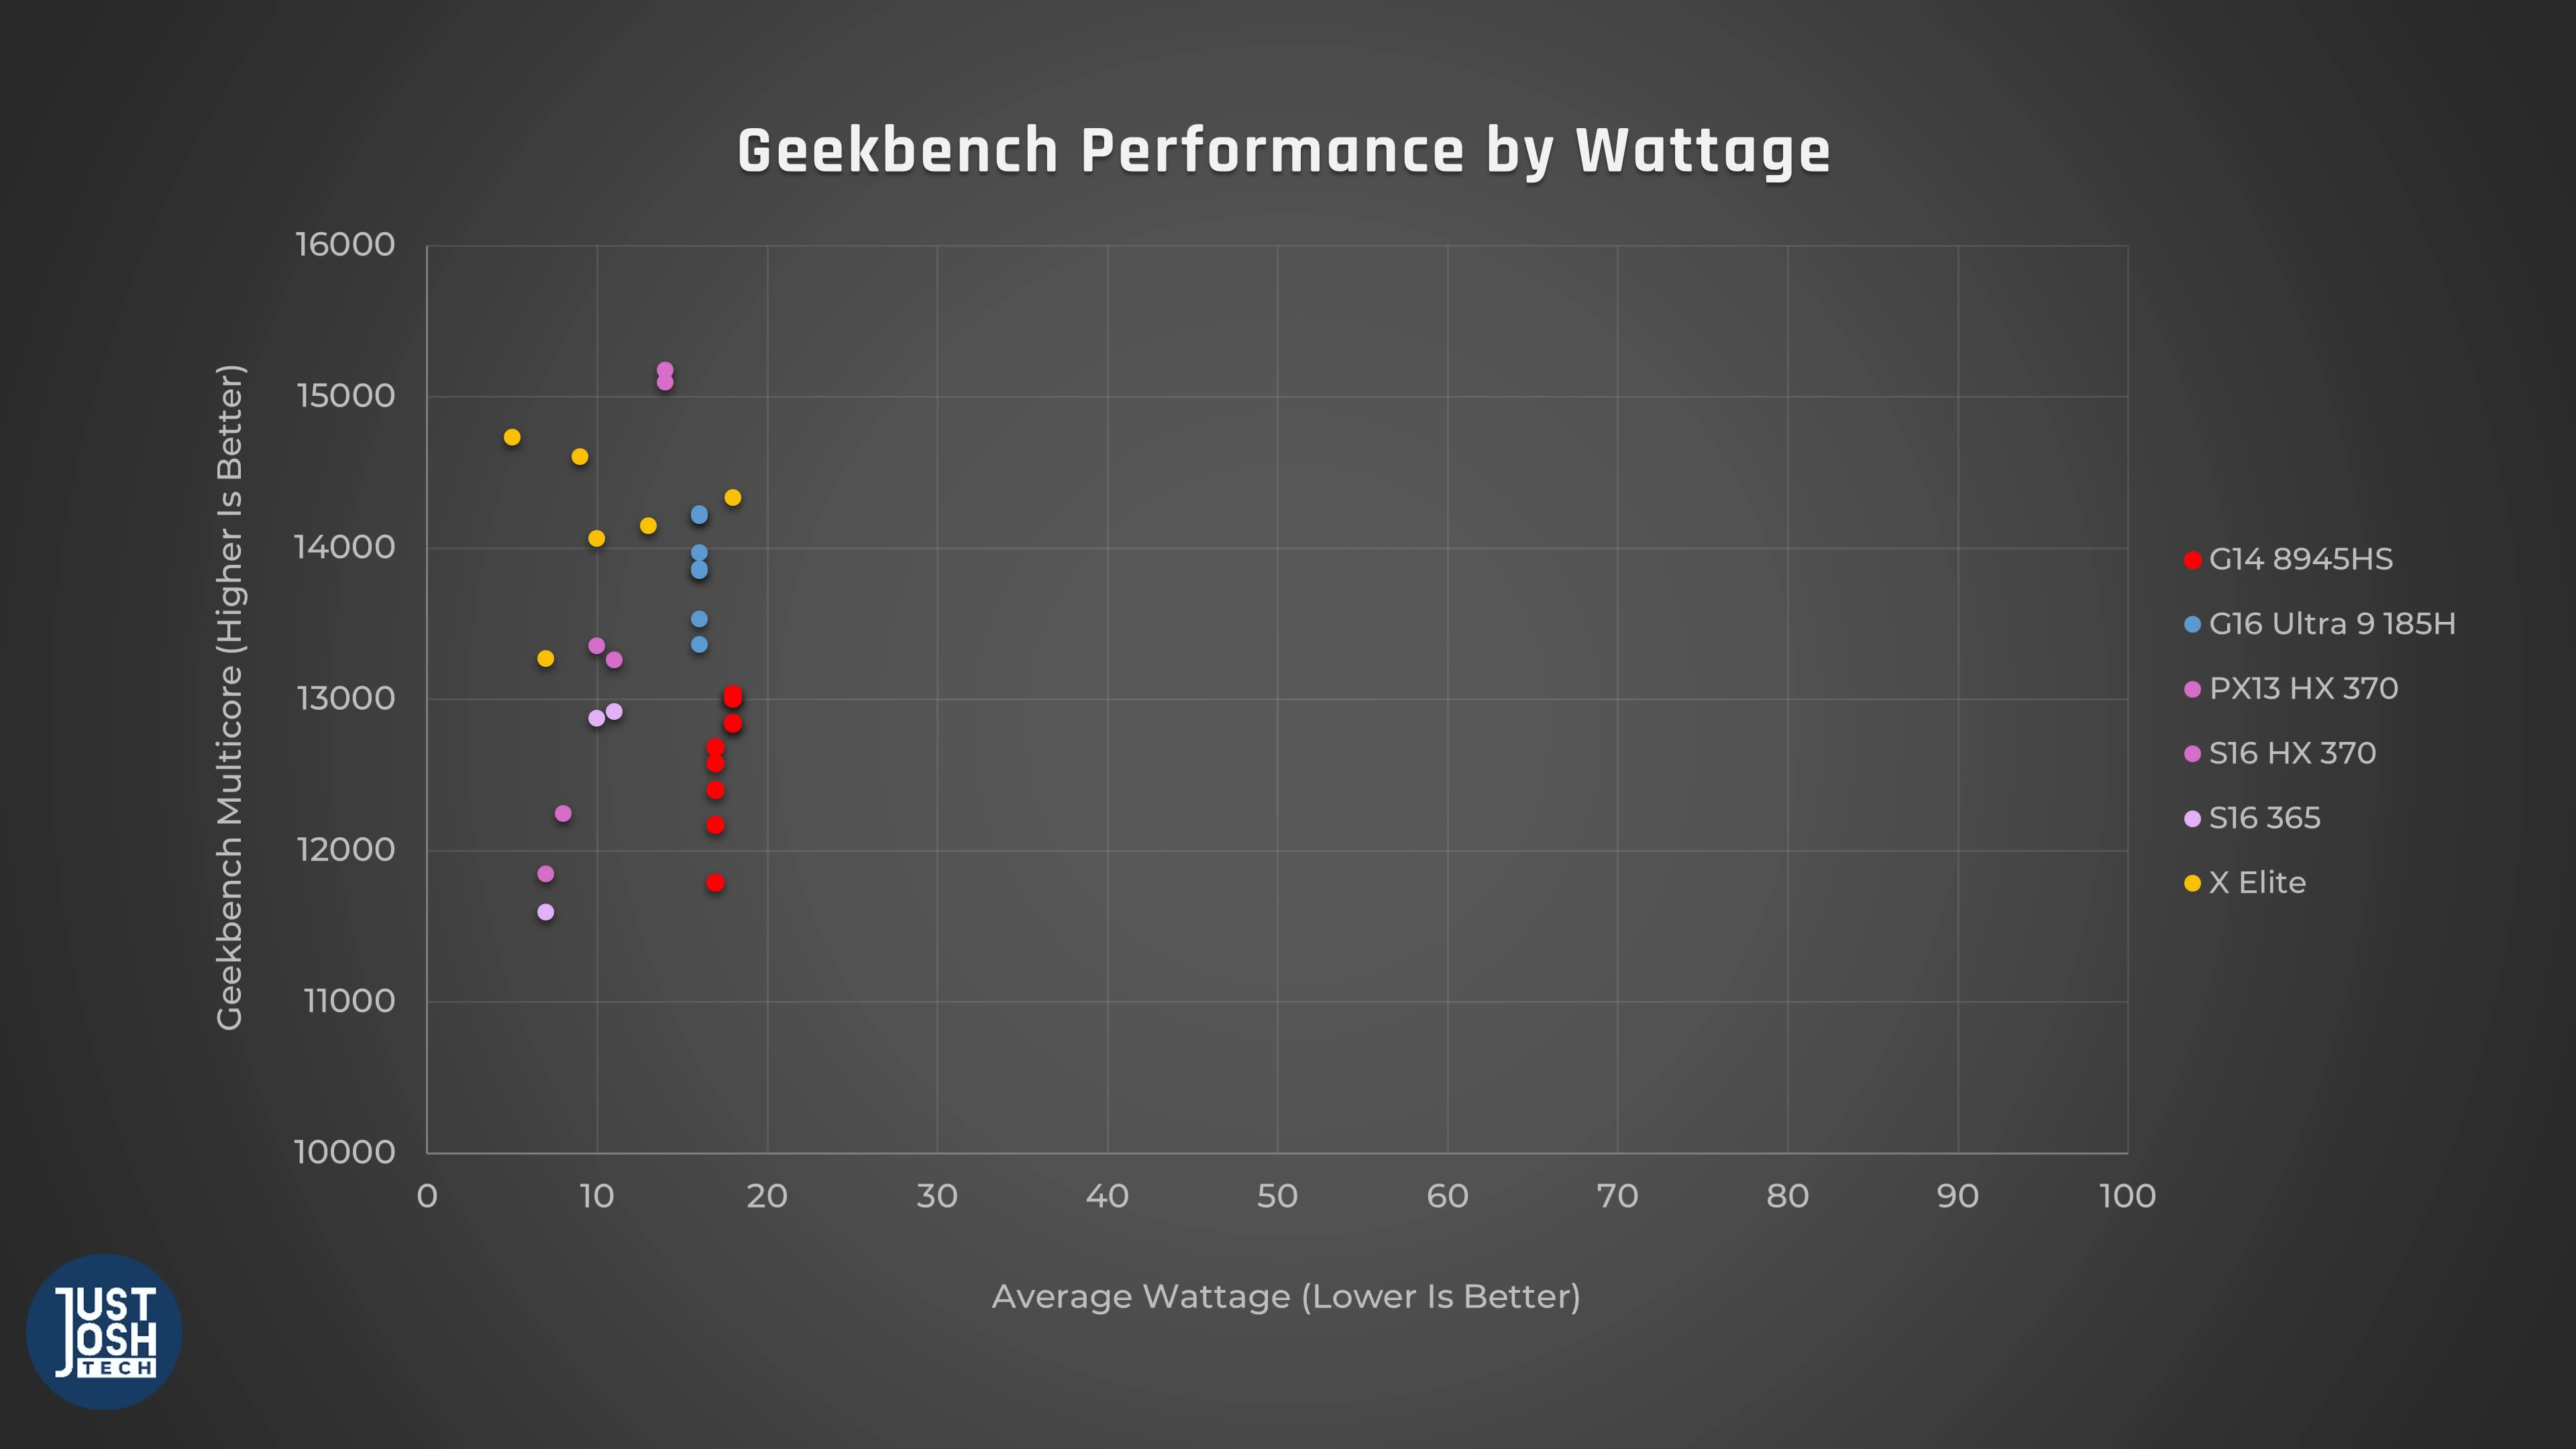 Geekbench Performance by Wattage
Geekbench Multicore (Higher Is Better)
16000
15000
14000
13000
12000
11000
10000
0 10 20 30 40 50 60 70 80 90 100
Average Wattage (Lower Is Better)
G14 8945HS
G16 Ultra 9 185H
PX13 HX 370
S16 HX 370
S16 365
X Elite
JUST
JOSH
TECH